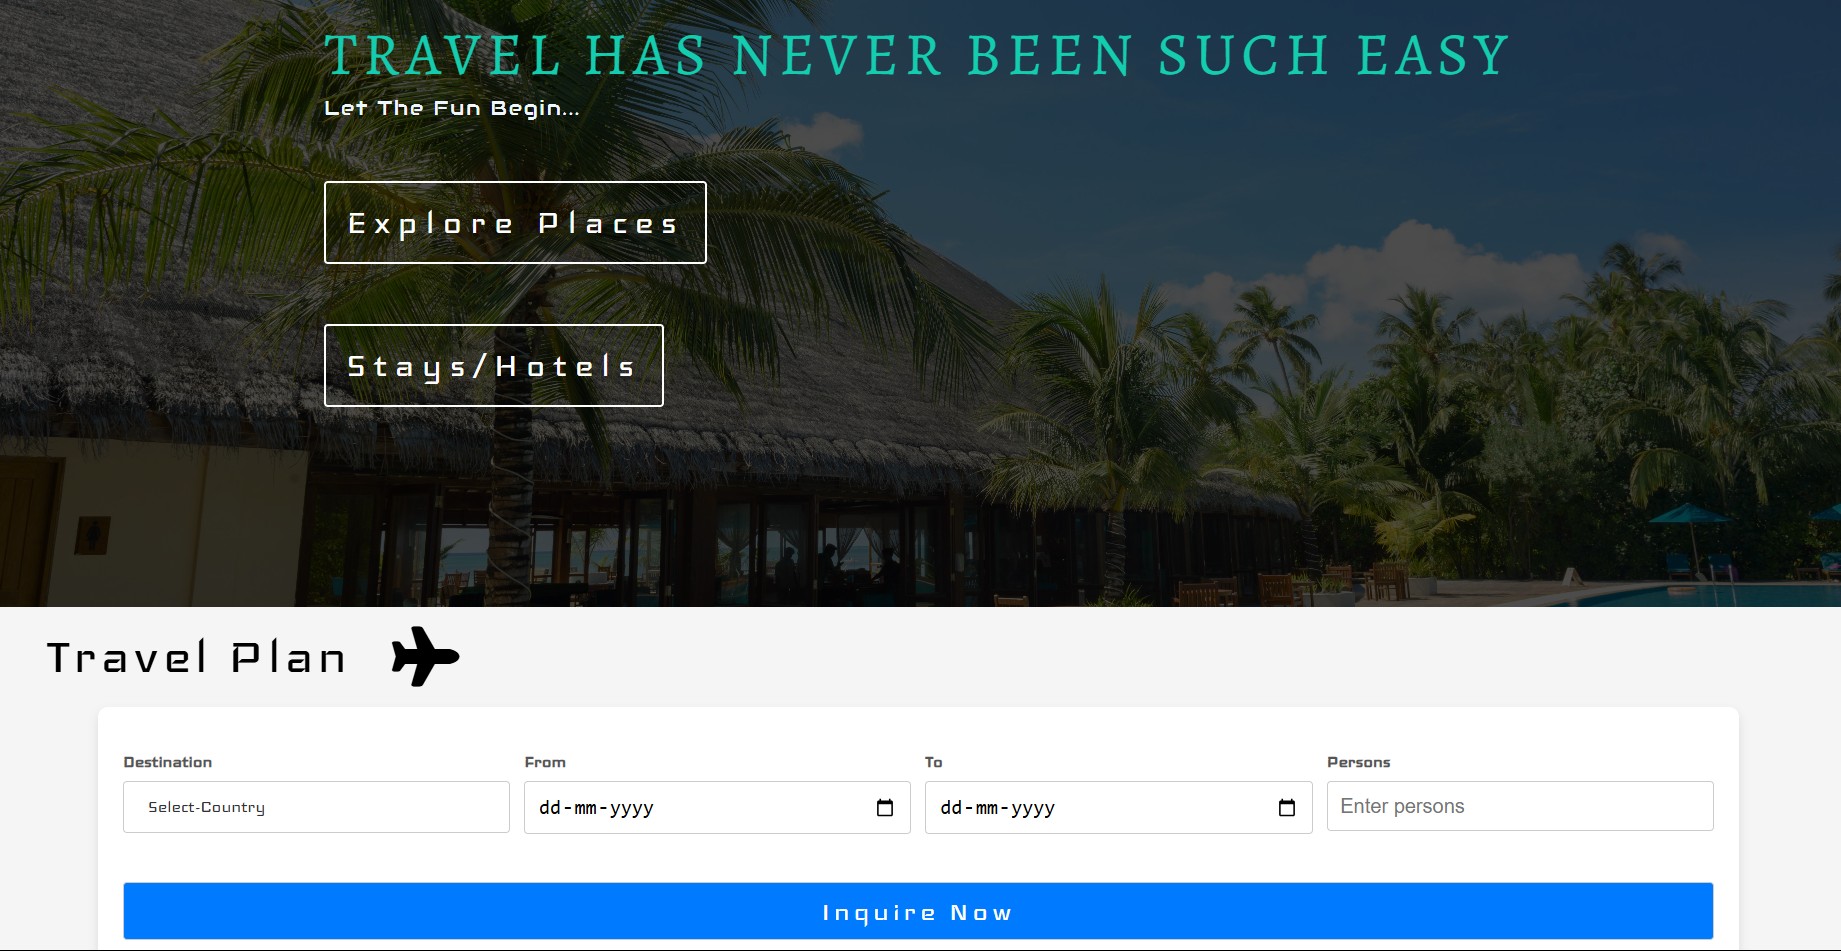 TRAVEL HAS NEVER BEEN SUCH EASY
Let The Fun Begin...
Explore Places
Stays/Hotels
Travel Plan
Destination From To Persons
Select-Country dd-mm-yyyy dd-mm-yyyy Enter persons
Inquire Now